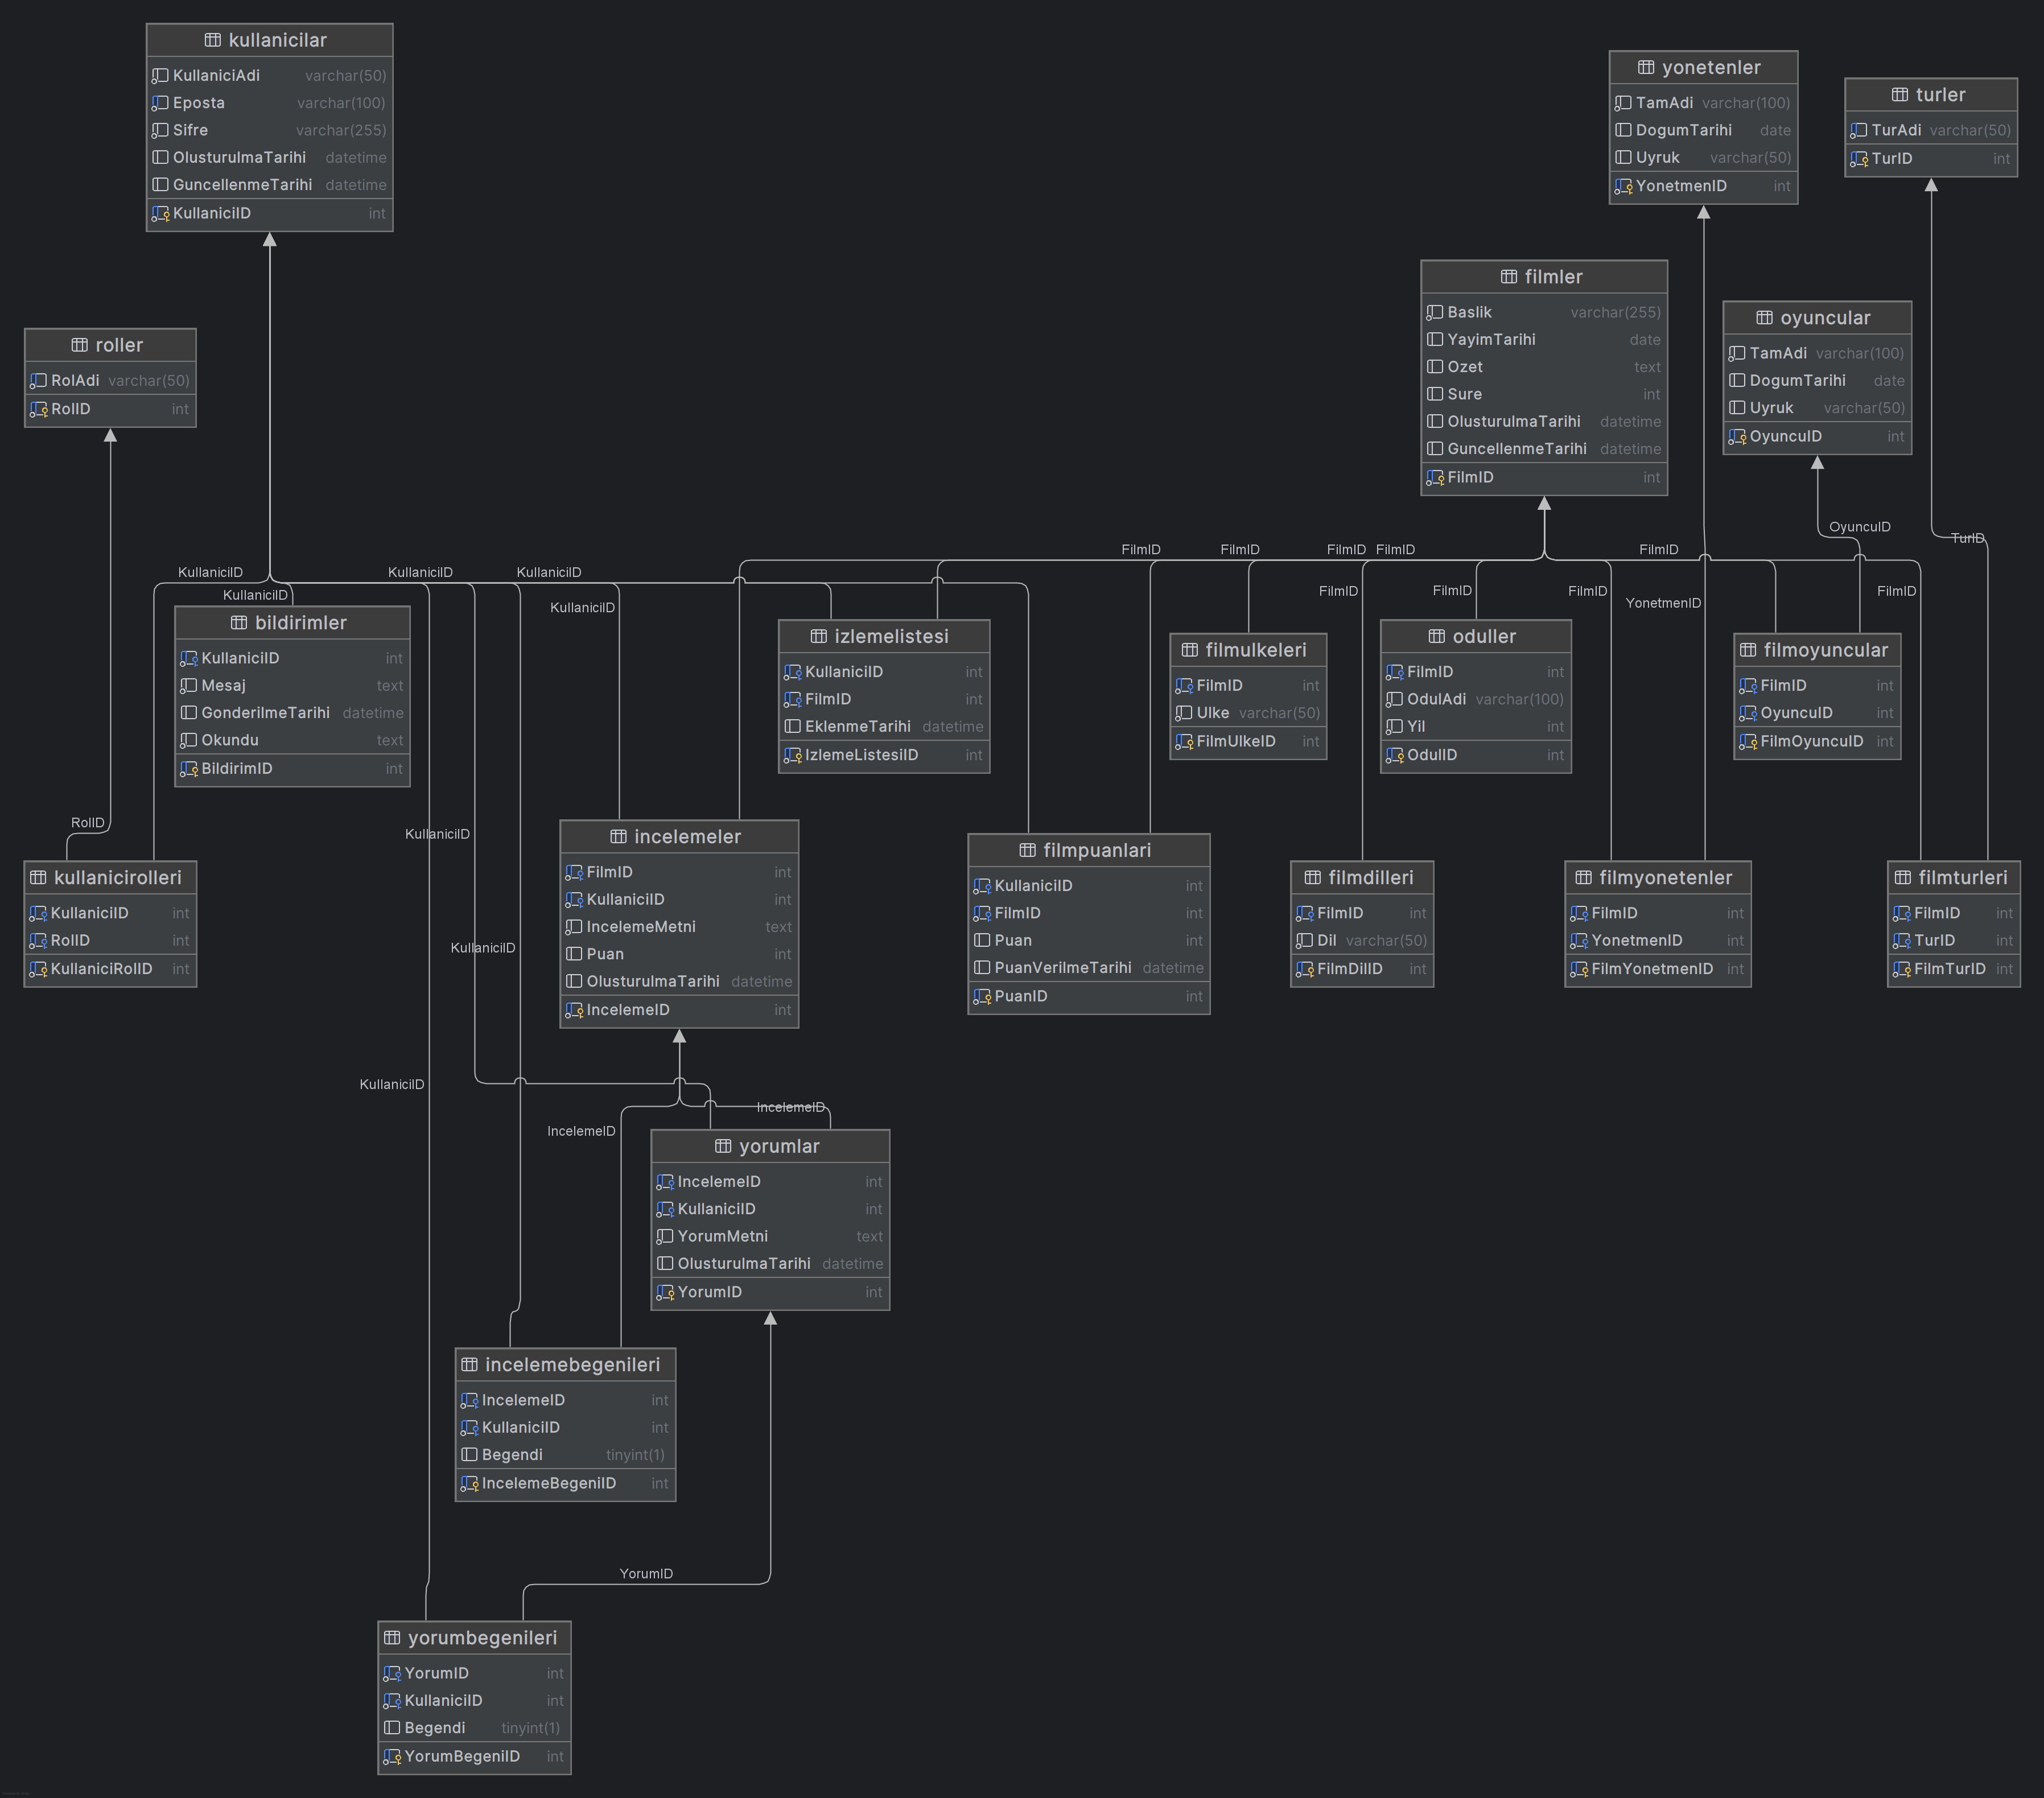 kullanicilar
KullaniciAdi varchar(50)
Eposta varchar(100)
Sifre varchar(255)
OlusturulmaTarihi datetime
GuncellenmeTarihi datetime
KullaniciID int
yonetenler
TamAdi varchar(100)
DogumTarihi date
Uyruk varchar(50)
YonetmenID int
turler
TurAdi varchar(50)
TurID int
filmler
Baslik varchar(255)
YayimTarihi date
Ozet text
Sure int
OlusturulmaTarihi datetime
GuncellenmeTarihi datetime
FilmID int
oyuncular
TamAdi varchar(100)
DogumTarihi date
Uyruk varchar(50)
OyuncuID int
roller
RolAdi varchar(50)
RolID int
OyuncuID
TurID
FilmID
FilmID
FilmID
FilmID
FilmID
KullaniciID
KullaniciID
KullaniciID
KullaniciID
KullaniciID
FilmID
FilmID
FilmID
YonetmenID
FilmID
bildirimler
KullaniciID int
Mesaj text
GonderilmeTarihi datetime
Okundu text
BildirimID int
izlemelistesi
KullaniciID int
FilmID int
EklenmeTarihi datetime
IzlemeListesiID int
filmulkeleri
FilmID int
Ulke varchar(50)
FilmUlkeID int
oduller
FilmID int
OdulAdi varchar(100)
Yil int
OdulID int
filmoyuncular
FilmID int
OyuncuID int
FilmOyuncuID int
RolID
KullaniciID
kullanicirolleri
KullaniciID int
RolID int
KullaniciRolID int
KullaniciID
incelemeler
FilmID int
KullaniciID int
IncelemeMetni text
Puan int
OlusturulmaTarihi datetime
IncelemeID int
filmpuanlari
KullaniciID int
FilmID int
Puan int
PuanVerilmeTarihi datetime
PuanID int
filmdilleri
FilmID int
Dil varchar(50)
FilmDilID int
filmyonetenler
FilmID int
YonetmenID int
FilmYonetmenID int
filmturleri
FilmID int
TurID int
FilmTurID int
KullaniciID
IncelemeID
IncelemeID
yorumlar
IncelemeID int
KullaniciID int
YorumMetni text
OlusturulmaTarihi datetime
YorumID int
incelemebegenileri
IncelemeID int
KullaniciID int
Begendi tinyint(1)
IncelemeBegeniID int
YorumID
yorumbegenileri
YorumID int
KullaniciID int
Begendi tinyint(1)
YorumBegeniID int